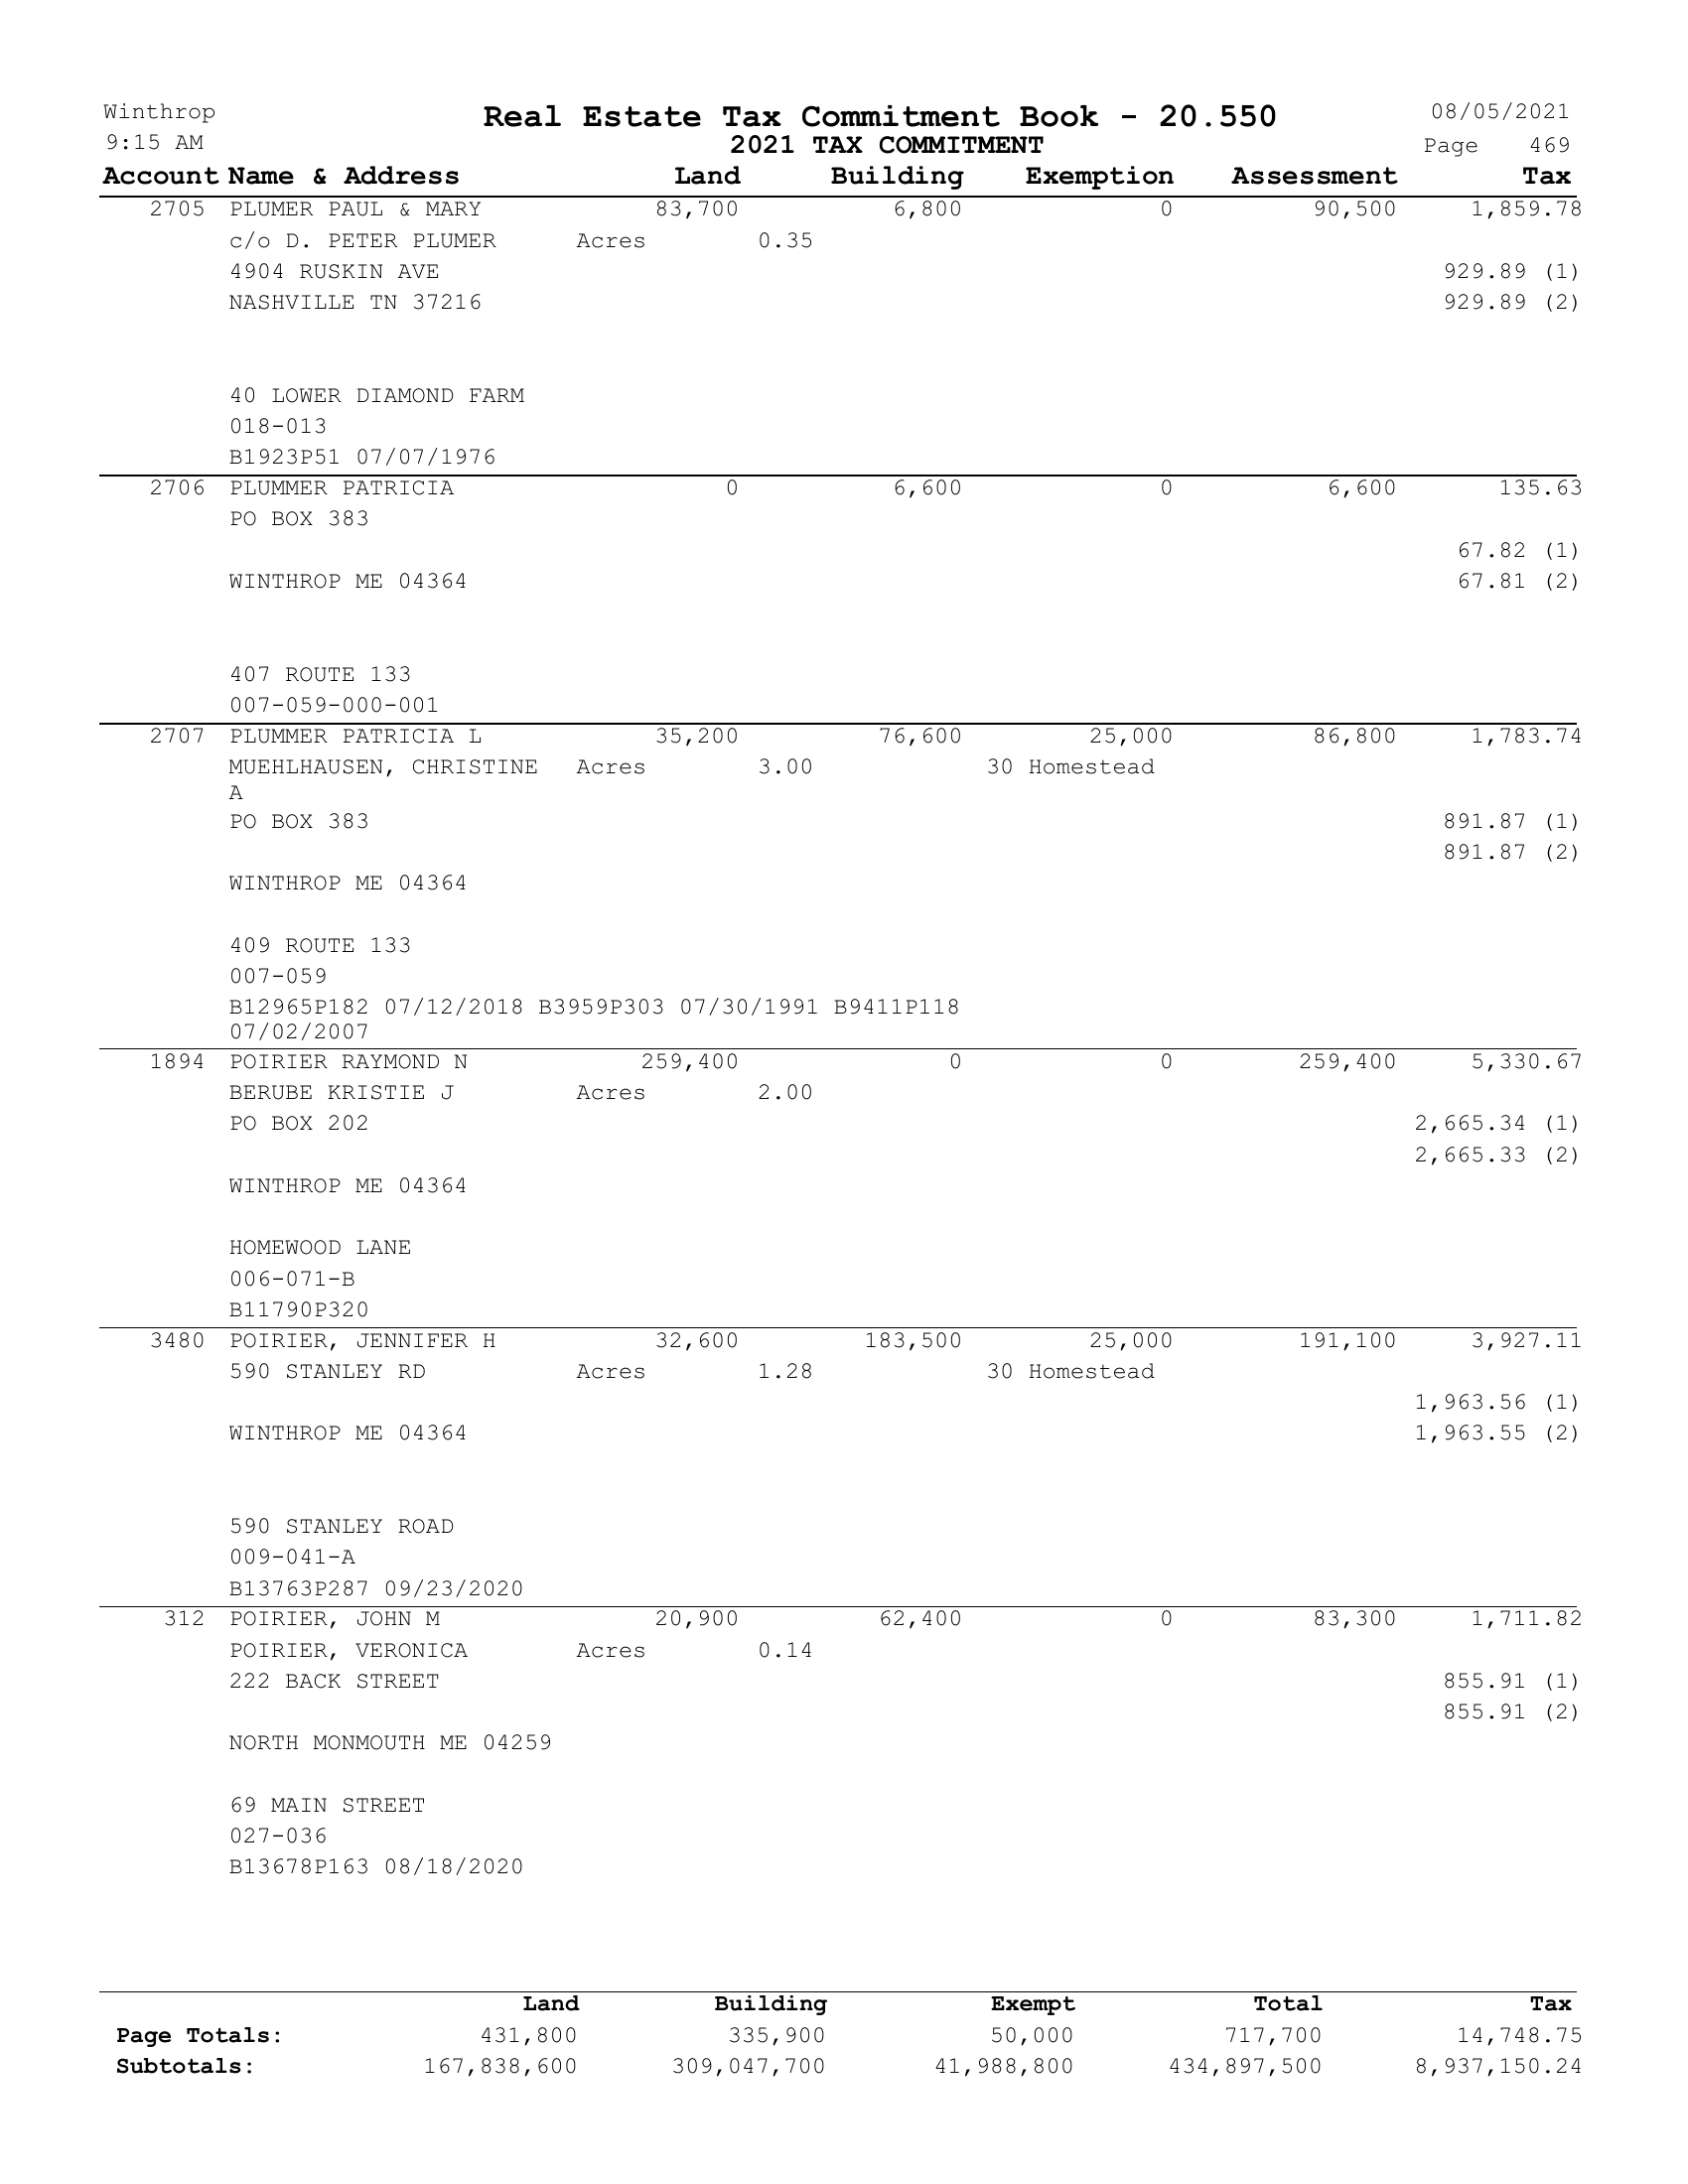 Winthrop Real Estate Tax Commitment Book - 20.550 08/05/2021
9:15 AM 2021 TAX COMMITMENT Page 469
Account Name & Address Land Building Exemption Assessment Tax
2705 PLUMER PAUL & MARY 83,700 6,800 0 90,500 1,859.78
c/o D. PETER PLUMER Acres 0.35
4904 RUSKIN AVE 929.89 (1)
NASHVILLE TN 37216 929.89 (2)
40 LOWER DIAMOND FARM
018-013
B1923P51 07/07/1976
2706 PLUMMER PATRICIA 0 6,600 0 6,600 135.63
PO BOX 383
67.82 (1)
WINTHROP ME 04364 67.81 (2)
407 ROUTE 133
007-059-000-001
2707 PLUMMER PATRICIA L 35,200 76,600 25,000 86,800 1,783.74
MUEHLHAUSEN, CHRISTINE Acres 3.00 30 Homestead
A
PO BOX 383 891.87 (1)
891.87 (2)
WINTHROP ME 04364
409 ROUTE 133
007-059
B12965P182 07/12/2018 B3959P303 07/30/1991 B9411P118
07/02/2007
1894 POIRIER RAYMOND N 259,400 0 0 259,400 5,330.67
BERUBE KRISTIE J Acres 2.00
PO BOX 202 2,665.34 (1)
2,665.33 (2)
WINTHROP ME 04364
HOMEWOOD LANE
006-071-B
B11790P320
3480 POIRIER, JENNIFER H 32,600 183,500 25,000 191,100 3,927.11
590 STANLEY RD Acres 1.28 30 Homestead
1,963.56 (1)
WINTHROP ME 04364 1,963.55 (2)
590 STANLEY ROAD
009-041-A
B13763P287 09/23/2020
312 POIRIER, JOHN M 20,900 62,400 0 83,300 1,711.82
POIRIER, VERONICA Acres 0.14
222 BACK STREET 855.91 (1)
855.91 (2)
NORTH MONMOUTH ME 04259
69 MAIN STREET
027-036
B13678P163 08/18/2020
Land Building Exempt Total Tax
Page Totals: 431,800 335,900 50,000 717,700 14,748.75
Subtotals: 167,838,600 309,047,700 41,988,800 434,897,500 8,937,150.24